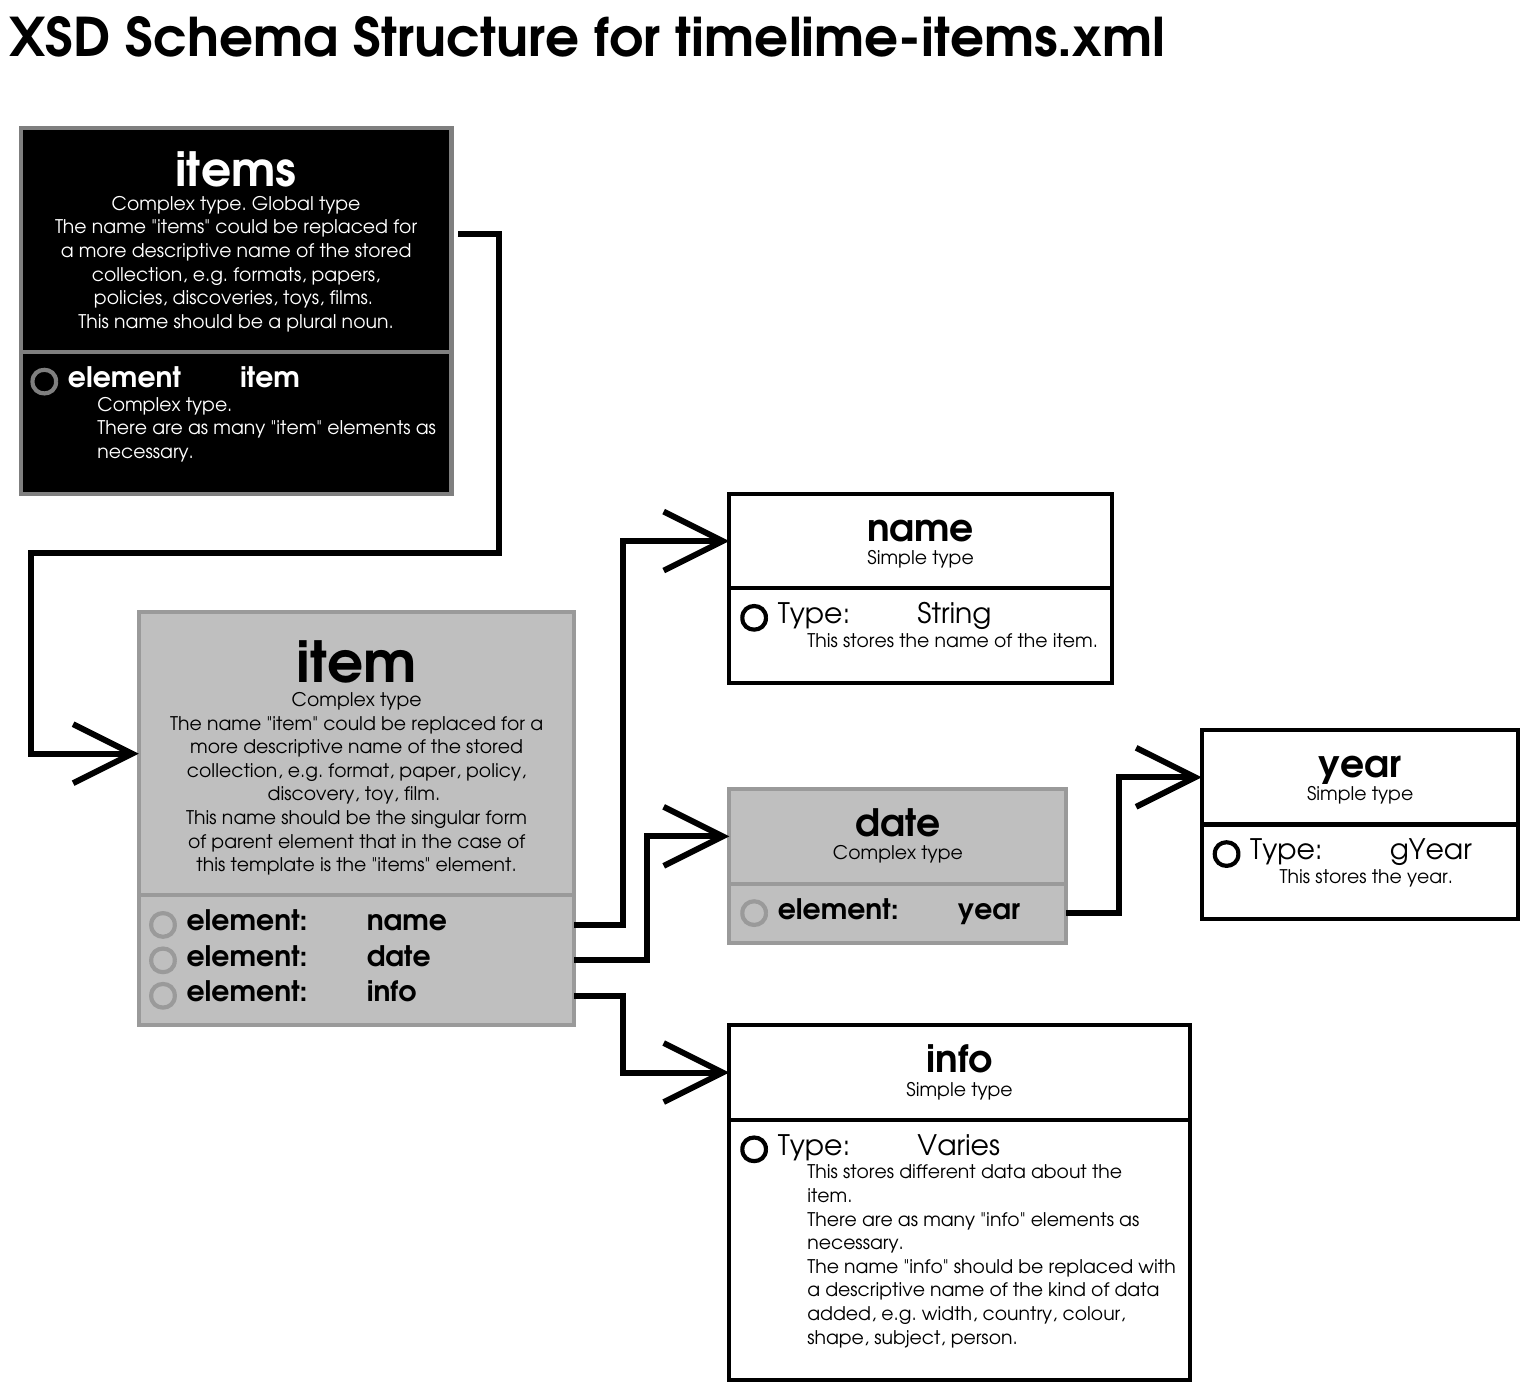 XSD Schema Structure for timelime-items.xml
items
Complex type. Global type
The name "items" could be replaced for
a more descriptive name of the stored
collection, e.g. formats, papers,
policies, discoveries, toys, films.
This name should be a plural noun.
element item
Complex type.
There are as many "item" elements as
necessary.
item
Complex type
The name "item" could be replaced for a
more descriptive name of the stored
collection, e.g. format, paper, policy,
discovery, toy, film.
This name should be the singular form
of parent element that in the case of
this template is the "items" element.
element: name
element: date
element: info
name
Simple type
Type: String
This stores the name of the item.
date
Complex type
element: year
year
Simple type
Type: gYear
This stores the year.
info
Simple type
Type: Varies
This stores different data about the
item.
There are as many "info" elements as
necessary.
The name "info" should be replaced with
a descriptive name of the kind of data
added, e.g. width, country, colour,
shape, subject, person.